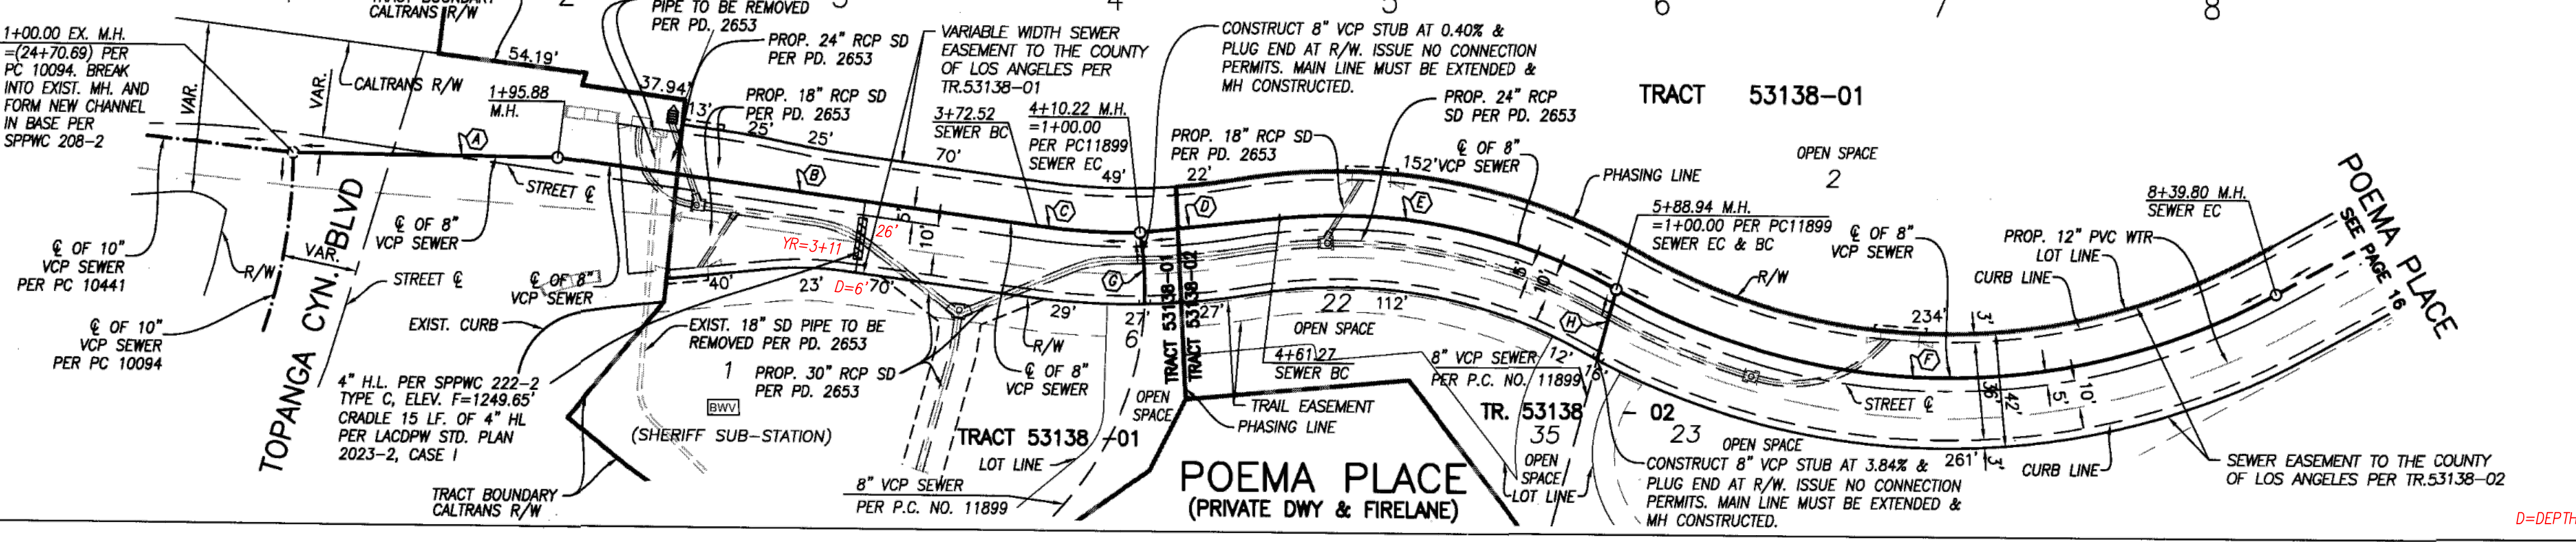 TRACT BOUNDARY
CALTRANS R/W
2
PIPE TO BE REMOVED
PER PD. 2653
3
4
5
6
7
8
1+00.00 EX. M.H.
=(24+70.69) PER
PC 10094. BREAK
INTO EXIST. MH. AND
FORM NEW CHANNEL
IN BASE PER
SPPWC 208-2
VAR.
VAR.
CALTRANS R/W
54.19'
37.94'
13'
1+95.88
M.H.
PROP. 24" RCP SD
PER PD. 2653
PROP. 18" RCP SD
PER PD. 2653
25'
25'
VARIABLE WIDTH SEWER
EASEMENT TO THE COUNTY
OF LOS ANGELES PER
TR.53138-01
70'
3+72.52
SEWER BC
4+10.22 M.H.
=1+00.00
PER PC11899
SEWER EC
49'
CONSTRUCT 8" VCP STUB AT 0.40% &
PLUG END AT R/W. ISSUE NO CONNECTION
PERMITS. MAIN LINE MUST BE EXTENDED &
MH CONSTRUCTED.
PROP. 24" RCP
SD PER PD. 2653
PROP. 18" RCP SD
PER PD. 2653
22'
152'
℄ OF 8"
VCP SEWER
TRACT 53138-01
OPEN SPACE
2
PHASING LINE
5+88.94 M.H.
=1+00.00 PER PC11899
SEWER EC & BC
℄ OF 8"
VCP SEWER
8+39.80 M.H.
SEWER EC
PROP. 12" PVC WTR
LOT LINE
CURB LINE
POEMA PLACE
SEE PAGE 16
A
B
C
D
E
F
G
H
STREET ℄
℄ OF 8"
VCP SEWER
℄ OF 8"
VCP SEWER
℄ OF 10"
VCP SEWER
PER PC 10441
R/W
VAR.
STREET ℄
TOPANGA CYN. BLVD
℄ OF 10"
VCP SEWER
PER PC 10094
EXIST. CURB
40'
23'
70'
YR=3+11
26'
D=6'
5'
10'
29'
27'
6
27'
R/W
℄ OF 8"
VCP SEWER
EXIST. 18" SD PIPE TO BE
REMOVED PER PD. 2653
1
PROP. 30" RCP SD
PER PD. 2653
BWV
(SHERIFF SUB-STATION)
4" H.L. PER SPPWC 222-2
TYPE C, ELEV. F=1249.65'
CRADLE 15 LF. OF 4" HL
PER LACDPW STD. PLAN
2023-2, CASE I
TRACT BOUNDARY
CALTRANS R/W
TRACT 53138-01
LOT LINE
8" VCP SEWER
PER P.C. NO. 11899
OPEN
SPACE
TRACT 53138-01
TRACT 53138-02
22
OPEN SPACE
112'
4+61.27
SEWER BC
TRAIL EASEMENT
PHASING LINE
POEMA PLACE
(PRIVATE DWY & FIRELANE)
8" VCP SEWER
PER P.C. NO. 11899
5'
10'
12'
TR. 53138 - 02
35
OPEN
SPACE
LOT LINE
23
OPEN SPACE
CONSTRUCT 8" VCP STUB AT 3.84% &
PLUG END AT R/W. ISSUE NO CONNECTION
PERMITS. MAIN LINE MUST BE EXTENDED &
MH CONSTRUCTED.
R/W
234'
3'
36'
42'
5'
10'
STREET ℄
261'
3'
CURB LINE
SEWER EASEMENT TO THE COUNTY
OF LOS ANGELES PER TR.53138-02
D=DEPTH